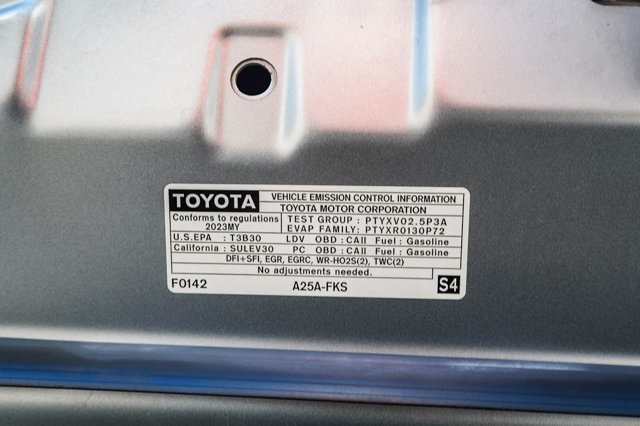 TOYOTA VEHICLE EMISSION CONTROL INFORMATION
TOYOTA MOTOR CORPORATION
Conforms to regulations TEST GROUP : PTYXV02.5P3A
2023MY EVAP FAMILY: PTYXR0130P72
U.S.EPA : T3B30 LDV OBD : CAII Fuel : Gasoline
California : SULEV30 PC OBD : CAII Fuel : Gasoline
DFI+SFI, EGR, EGRC, WR-HO2S(2), TWC(2)
No adjustments needed.
F0142 A25A-FKS S4